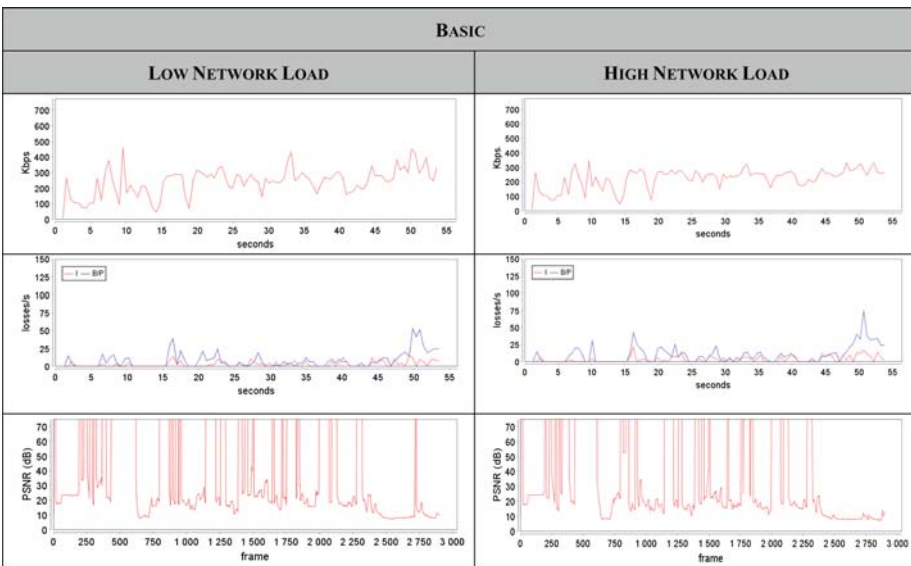 BASIC
LOW NETWORK LOAD
HIGH NETWORK LOAD
Kbps
700
600
500
400
300
200
100
0
0 5 10 15 20 25 30 35 40 45 50 55
seconds
Kbps
700
600
500
400
300
200
100
0
0 5 10 15 20 25 30 35 40 45 50 55
seconds
losses/s
150
125
100
75
50
25
0
I B/P
0 5 10 15 20 25 30 35 40 45 50 55
seconds
losses/s
150
125
100
75
50
25
0
I B/P
0 5 10 15 20 25 30 35 40 45 50 55
seconds
PSNR (dB)
70
60
50
40
30
20
10
0
0 250 500 750 1 000 1 250 1 500 1 750 2 000 2 250 2 500 2 750 3 000
frame
PSNR (dB)
70
60
50
40
30
20
10
0
0 250 500 750 1 000 1 250 1 500 1 750 2 000 2 250 2 500 2 750 3 000
frame